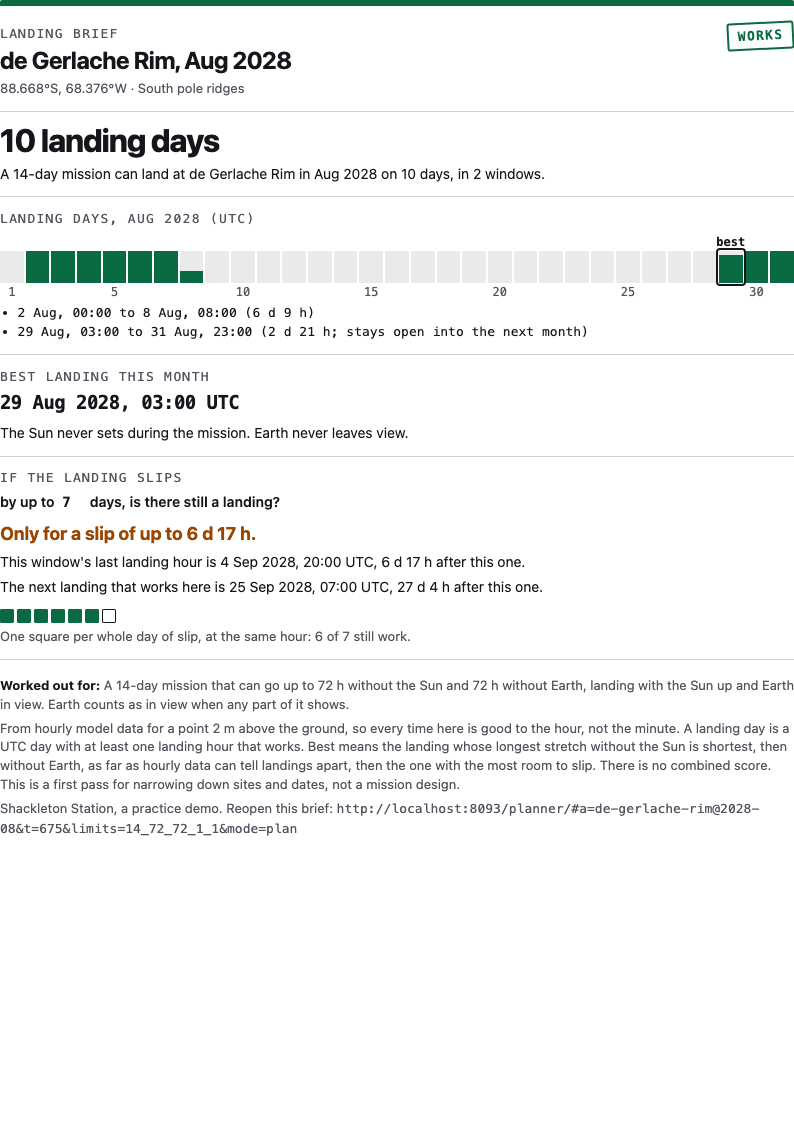 LANDING BRIEF
WORKS
de Gerlache Rim, Aug 2028
88.668°S, 68.376°W · South pole ridges
10 landing days
A 14-day mission can land at de Gerlache Rim in Aug 2028 on 10 days, in 2 windows.
LANDING DAYS, AUG 2028 (UTC)
best
1 5 10 15 20 25 30
• 2 Aug, 00:00 to 8 Aug, 08:00 (6 d 9 h)
• 29 Aug, 03:00 to 31 Aug, 23:00 (2 d 21 h; stays open into the next month)
BEST LANDING THIS MONTH
29 Aug 2028, 03:00 UTC
The Sun never sets during the mission. Earth never leaves view.
IF THE LANDING SLIPS
by up to 7 days, is there still a landing?
Only for a slip of up to 6 d 17 h.
This window's last landing hour is 4 Sep 2028, 20:00 UTC, 6 d 17 h after this one.
The next landing that works here is 25 Sep 2028, 07:00 UTC, 27 d 4 h after this one.
One square per whole day of slip, at the same hour: 6 of 7 still work.
Worked out for: A 14-day mission that can go up to 72 h without the Sun and 72 h without Earth, landing with the Sun up and Earth
in view. Earth counts as in view when any part of it shows.
From hourly model data for a point 2 m above the ground, so every time here is good to the hour, not the minute. A landing day is a
UTC day with at least one landing hour that works. Best means the landing whose longest stretch without the Sun is shortest, then
without Earth, as far as hourly data can tell landings apart, then the one with the most room to slip. There is no combined score.
This is a first pass for narrowing down sites and dates, not a mission design.
Shackleton Station, a practice demo. Reopen this brief: http://localhost:8093/planner/#a=de-gerlache-rim@2028-
08&t=675&limits=14_72_72_1_1&mode=plan